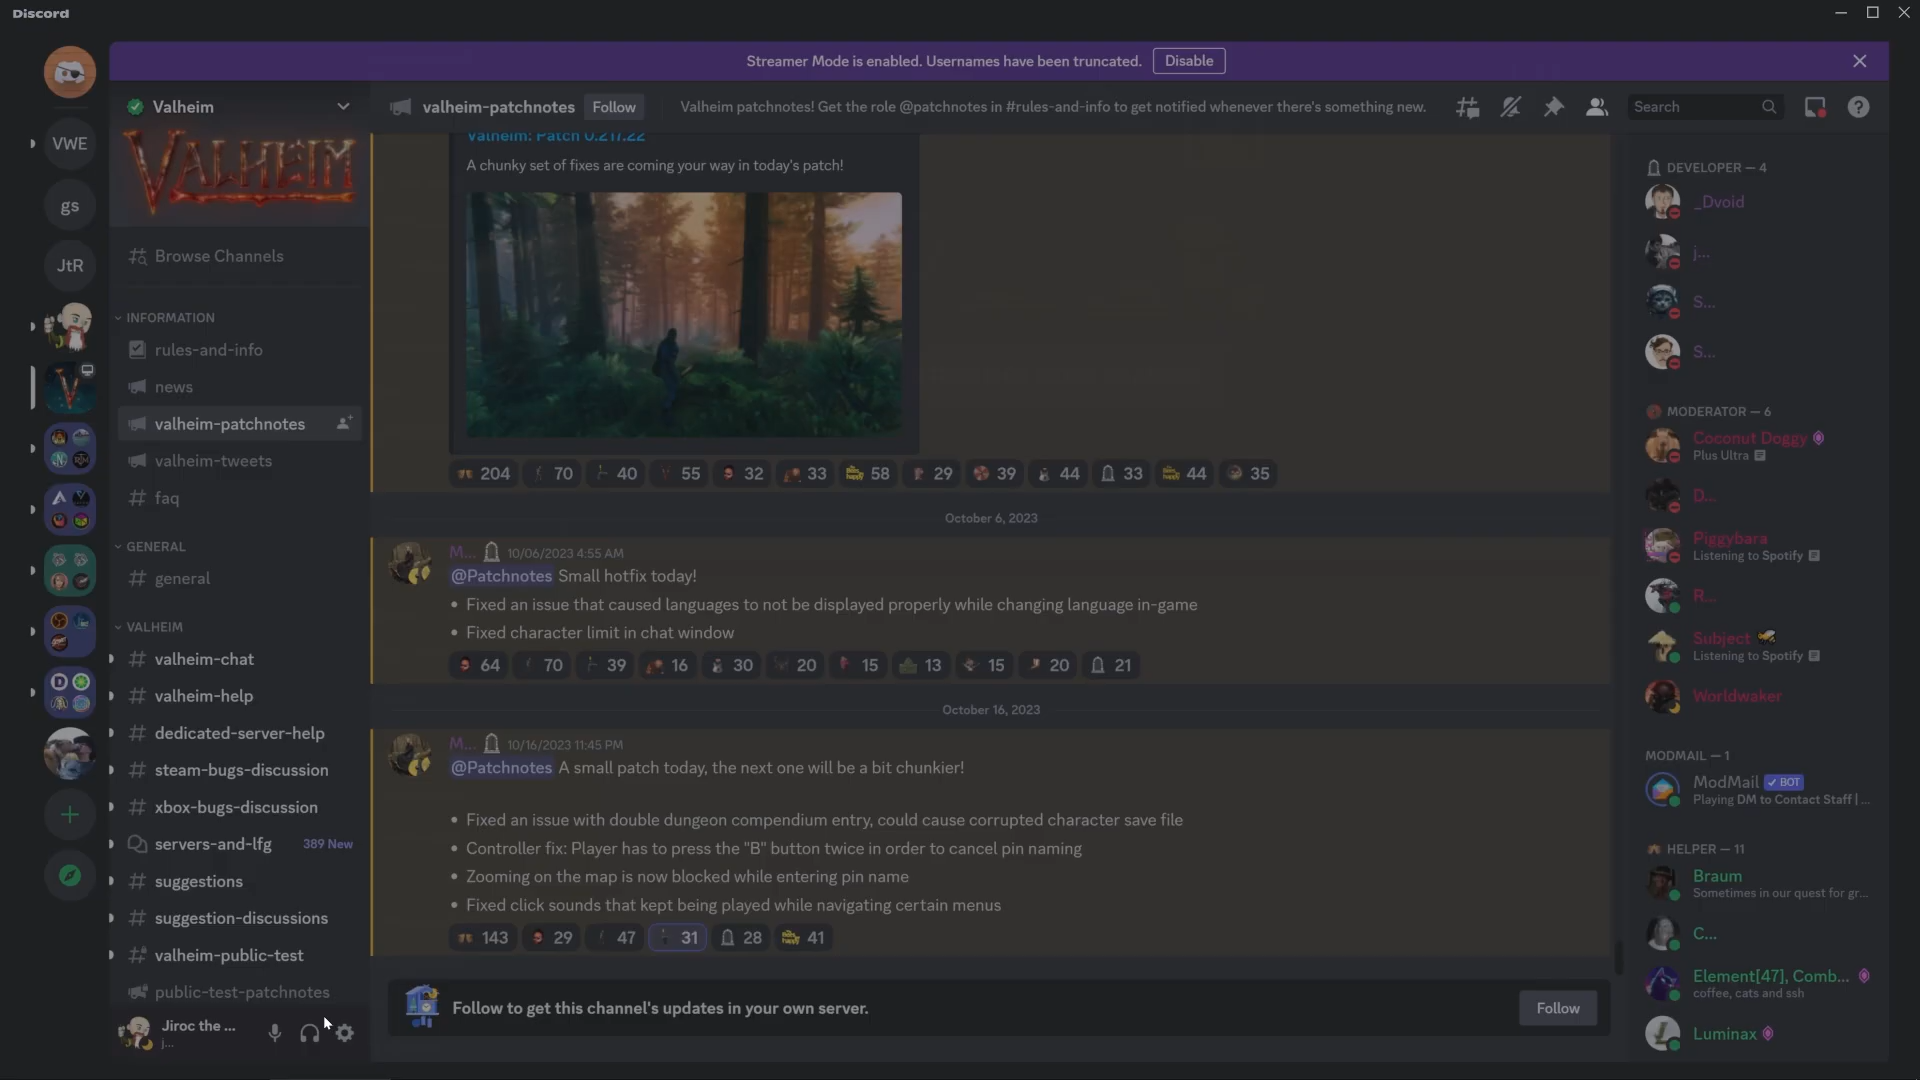 Discord
Streamer Mode is enabled. Usernames have been truncated.
Disable
VWE
gs
JtR
Valheim
VALHEIM
Browse Channels
INFORMATION
rules-and-info
news
valheim-patchnotes
valheim-tweets
faq
GENERAL
general
VALHEIM
valheim-chat
valheim-help
dedicated-server-help
steam-bugs-discussion
xbox-bugs-discussion
servers-and-lfg 389 New
suggestions
suggestion-discussions
valheim-public-test
public-test-patchnotes
Jiroc the ...
j...
valheim-patchnotes Follow
Valheim patchnotes! Get the role @patchnotes in #rules-and-info to get notified whenever there's something new.
Search
Valheim: Patch 0.217.22
A chunky set of fixes are coming your way in today's patch!
204 70 40 55 32 33 58 29 39 44 33 44 35
October 6, 2023
M... 10/06/2023 4:55 AM
@Patchnotes Small hotfix today!
• Fixed an issue that caused languages to not be displayed properly while changing language in-game
• Fixed character limit in chat window
64 70 39 16 30 20 15 13 15 20 21
October 16, 2023
M... 10/16/2023 11:45 PM
@Patchnotes A small patch today, the next one will be a bit chunkier!
• Fixed an issue with double dungeon compendium entry, could cause corrupted character save file
• Controller fix: Player has to press the "B" button twice in order to cancel pin naming
• Zooming on the map is now blocked while entering pin name
• Fixed click sounds that kept being played while navigating certain menus
143 29 47 31 28 41
Follow to get this channel's updates in your own server.
Follow
DEVELOPER — 4
_Dvoid
j...
S...
S...
MODERATOR — 6
Coconut Doggy
Plus Ultra
D...
Piggybara
Listening to Spotify
R...
Subject
Listening to Spotify
Worldwaker
MODMAIL — 1
ModMail BOT
Playing DM to Contact Staff | ...
HELPER — 11
Braum
Sometimes in our quest for gr...
C...
Element[47], Comb...
coffee, cats and ssh
Luminax